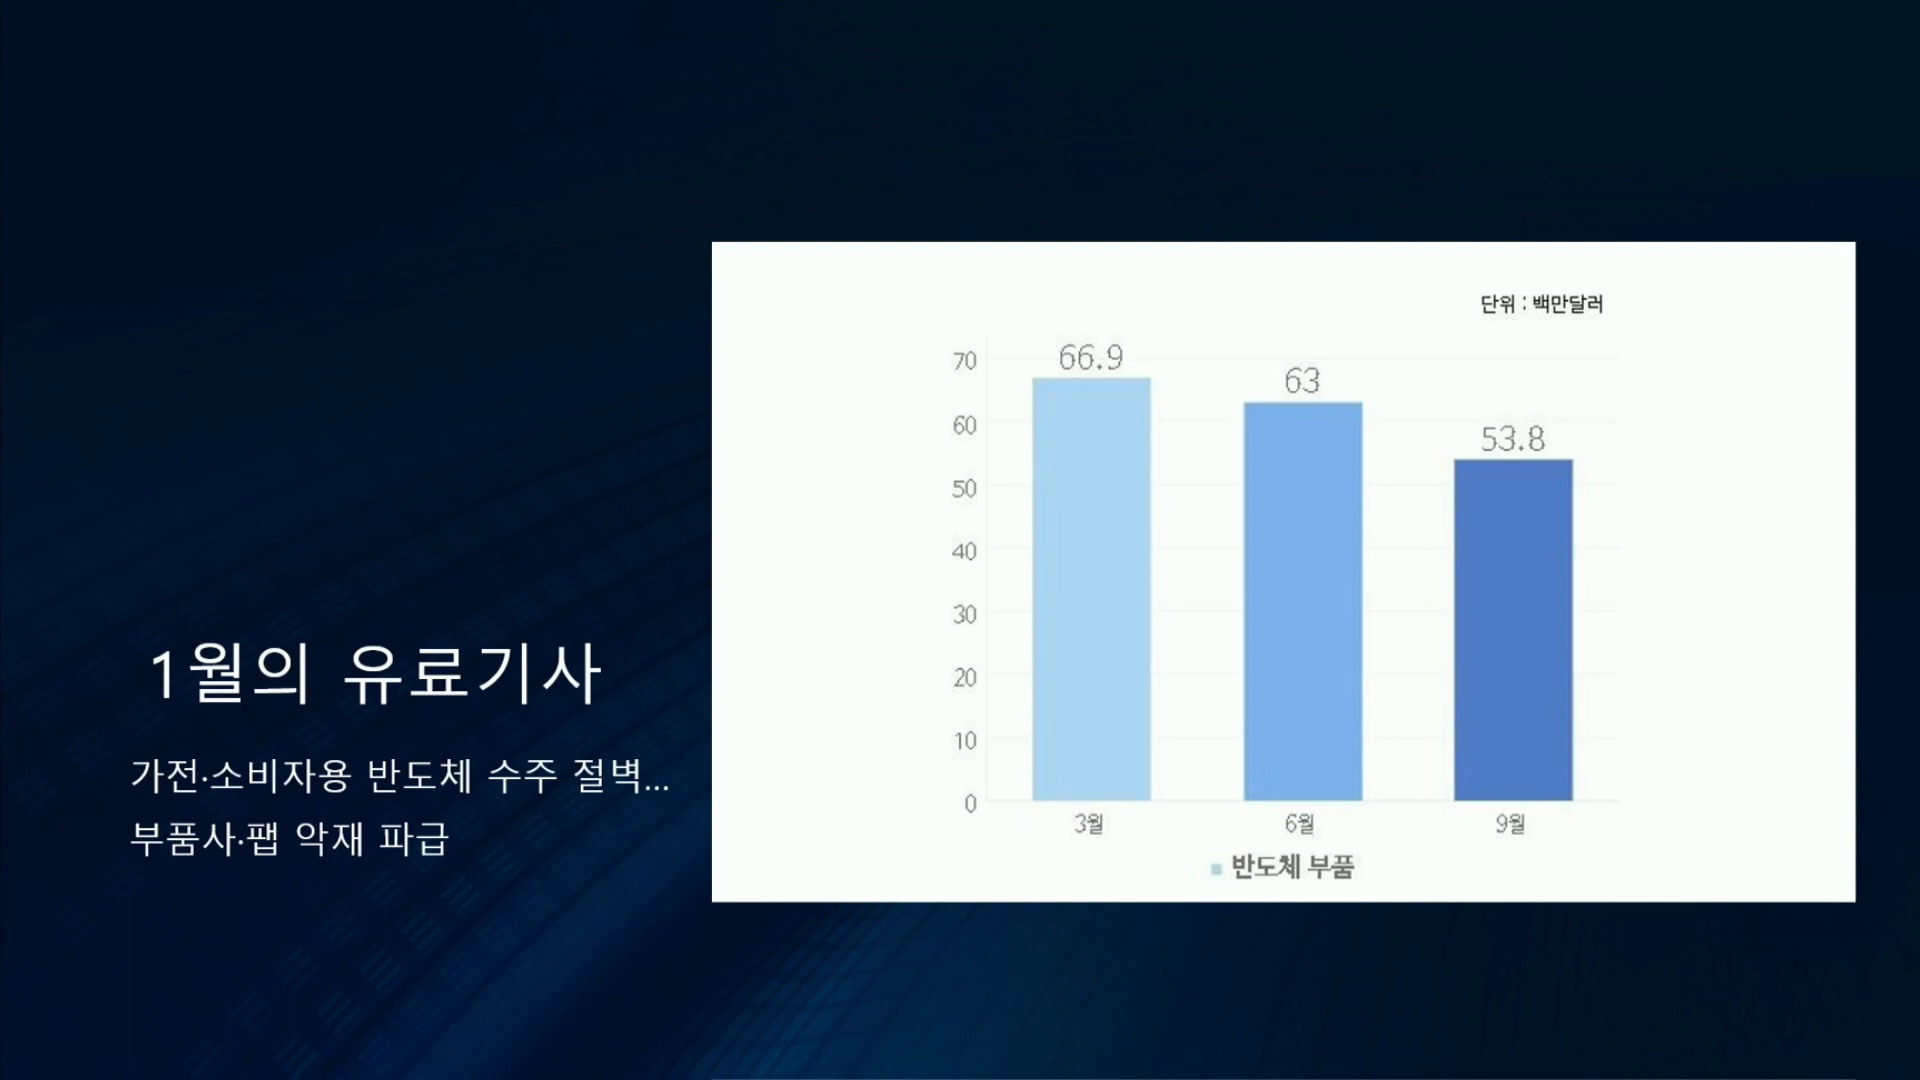 1월의 유료기사
가전·소비자용 반도체 수주 절벽...
부품사·팹 악재 파급
단위 : 백만달러
70
60
50
40
30
20
10
0
66.9
63
53.8
3월
6월
9월
반도체 부품